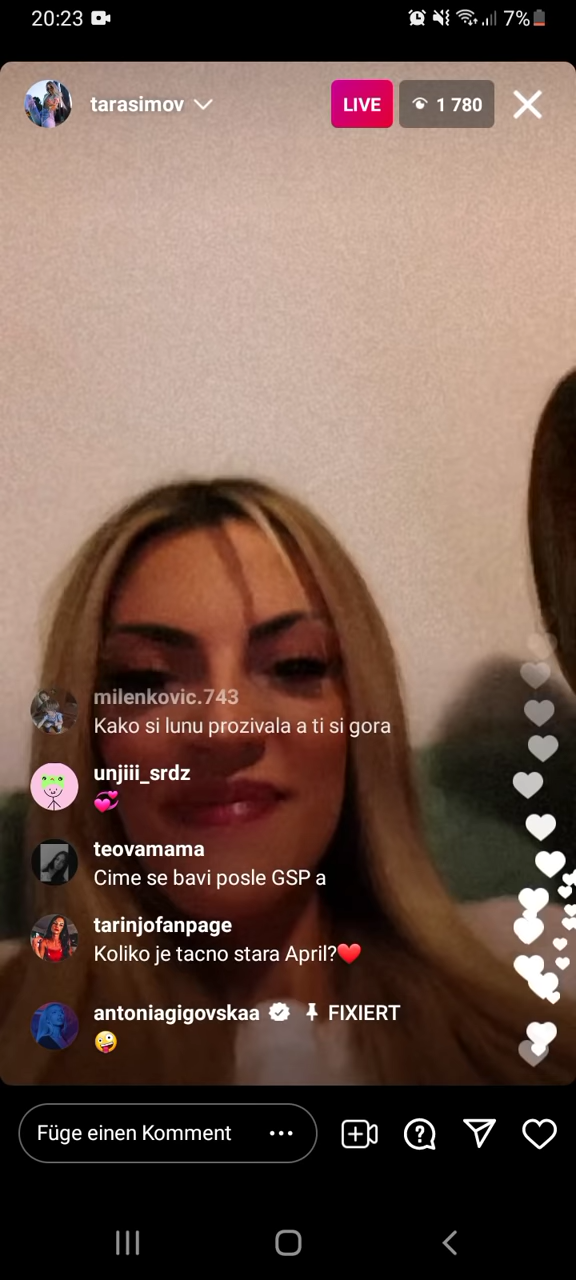 20:23 7%
tarasimov LIVE 1 780
milenkovic.743
Kako si lunu prozivala a ti si gora
unjiii_srdz
💞
teovamama
Cime se bavi posle GSP a
tarinjofanpage
Koliko je tacno stara April?❤️
antoniagigovskaa FIXIERT
🤪
Füge einen Komment